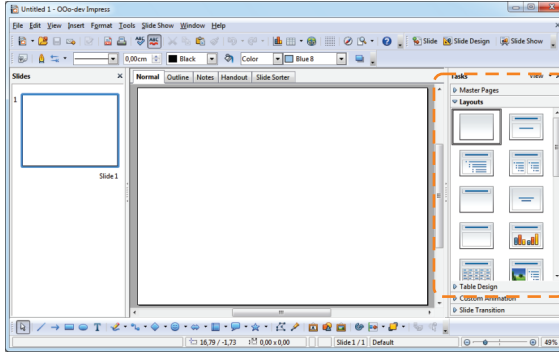 Untitled 1 - OOo-dev Impress
File Edit View Insert Format Tools Slide Show Window Help
Slide Slide Design Slide Show
0,00cm Black Color Blue 8
Slides
Normal Outline Notes Handout Slide Sorter
Tasks View
Master Pages
Layouts
1
Slide 1
Table Design
Custom Animation
Slide Transition
16,79 / -1,73 0,00 x 0,00 Slide 1 / 1 Default 49%